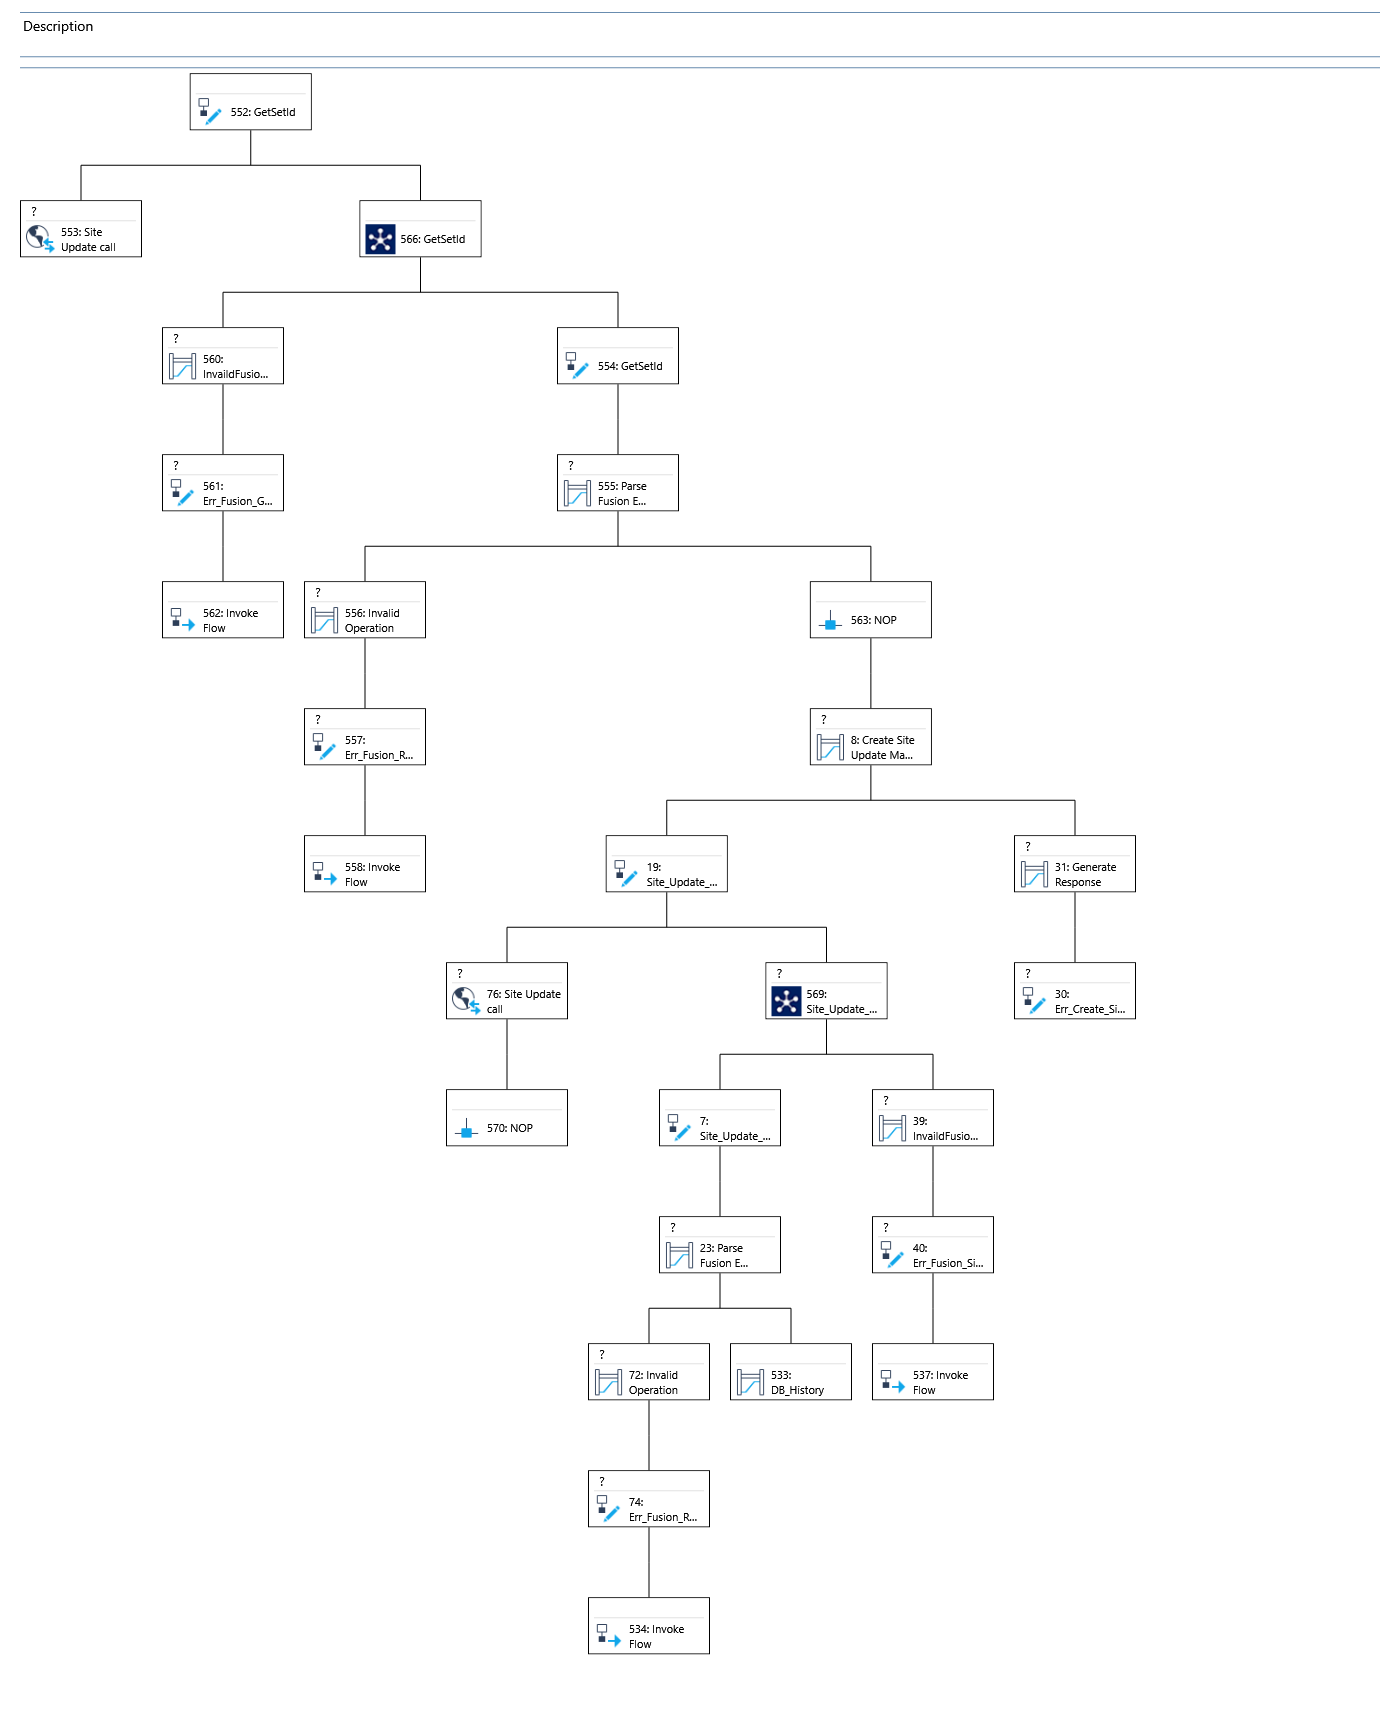 Description
552: GetSetId
?
553: Site
Update call
566: GetSetId
?
560:
InvaildFusio...
554: GetSetId
?
561:
Err_Fusion_G...
?
555: Parse
Fusion E...
562: Invoke
Flow
?
556: Invalid
Operation
563: NOP
?
557:
Err_Fusion_R...
?
8: Create Site
Update Ma...
558: Invoke
Flow
19:
Site_Update_...
?
31: Generate
Response
?
76: Site Update
call
?
569:
Site_Update_...
?
30:
Err_Create_Si...
570: NOP
7:
Site_Update_...
?
39:
InvaildFusio...
?
23: Parse
Fusion E...
?
40:
Err_Fusion_Si...
?
72: Invalid
Operation
533:
DB_History
537: Invoke
Flow
?
74:
Err_Fusion_R...
534: Invoke
Flow